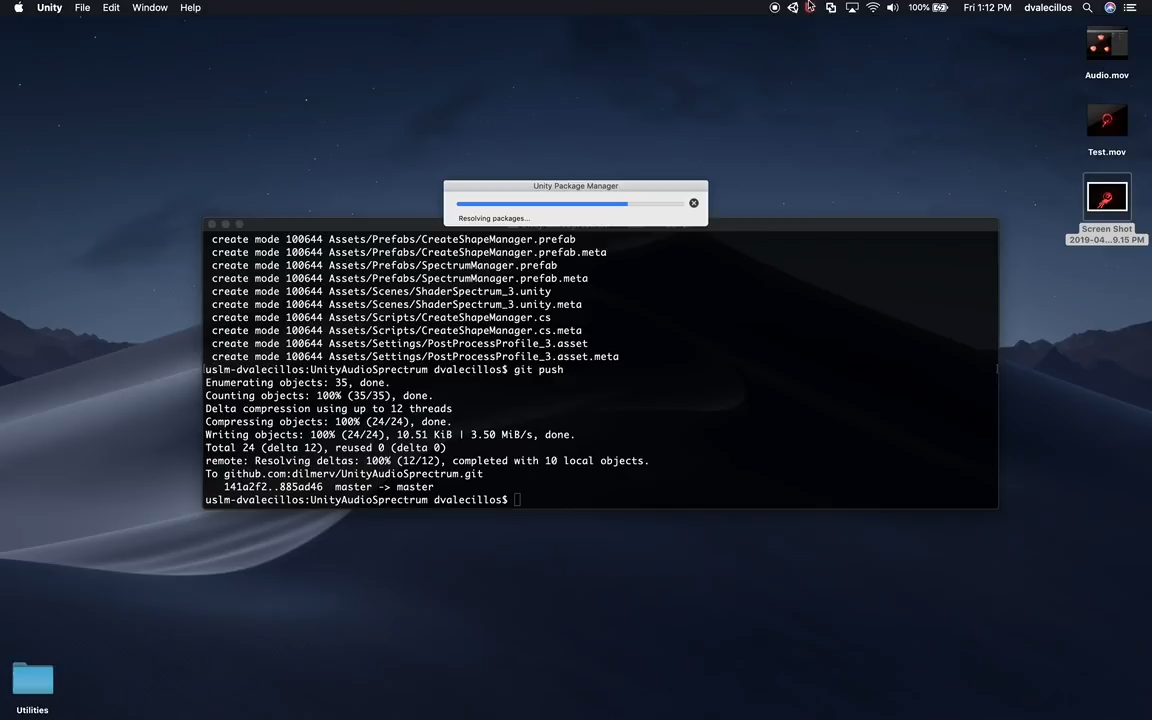 Unity File Edit Window Help 100% Fri 1:12 PM dvalecillos
Audio.mov
Test.mov
Screen Shot
2019-04...9.15 PM
Unity Package Manager
Resolving packages...
create mode 100644 Assets/Prefabs/CreateShapeManager.prefab
create mode 100644 Assets/Prefabs/CreateShapeManager.prefab.meta
create mode 100644 Assets/Prefabs/SpectrumManager.prefab
create mode 100644 Assets/Prefabs/SpectrumManager.prefab.meta
create mode 100644 Assets/Scenes/ShaderSpectrum_3.unity
create mode 100644 Assets/Scenes/ShaderSpectrum_3.unity.meta
create mode 100644 Assets/Scripts/CreateShapeManager.cs
create mode 100644 Assets/Scripts/CreateShapeManager.cs.meta
create mode 100644 Assets/Settings/PostProcessProfile_3.asset
create mode 100644 Assets/Settings/PostProcessProfile_3.asset.meta
uslm-dvalecillos:UnityAudioSprectrum dvalecillos$ git push
Enumerating objects: 35, done.
Counting objects: 100% (35/35), done.
Delta compression using up to 12 threads
Compressing objects: 100% (24/24), done.
Writing objects: 100% (24/24), 10.51 KiB | 3.50 MiB/s, done.
Total 24 (delta 12), reused 0 (delta 0)
remote: Resolving deltas: 100% (12/12), completed with 10 local objects.
To github.com:dilmerv/UnityAudioSprectrum.git
141a2f2..885ad46 master -> master
uslm-dvalecillos:UnityAudioSprectrum dvalecillos$
Utilities